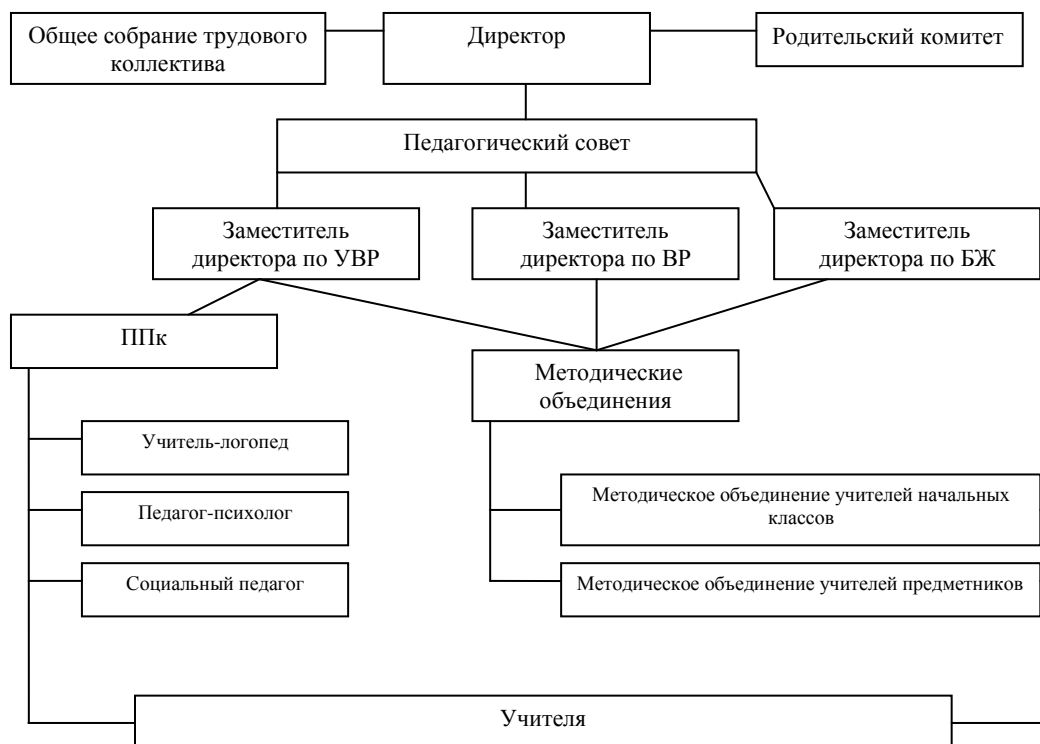 Общее собрание трудового
коллектива
Директор
Родительский комитет
Педагогический совет
Заместитель
директора по УВР
Заместитель
директора по ВР
Заместитель
директора по БЖ
ППк
Методические
объединения
Учитель-логопед
Педагог-психолог
Социальный педагог
Методическое объединение учителей начальных
классов
Методическое объединение учителей предметников
Учителя